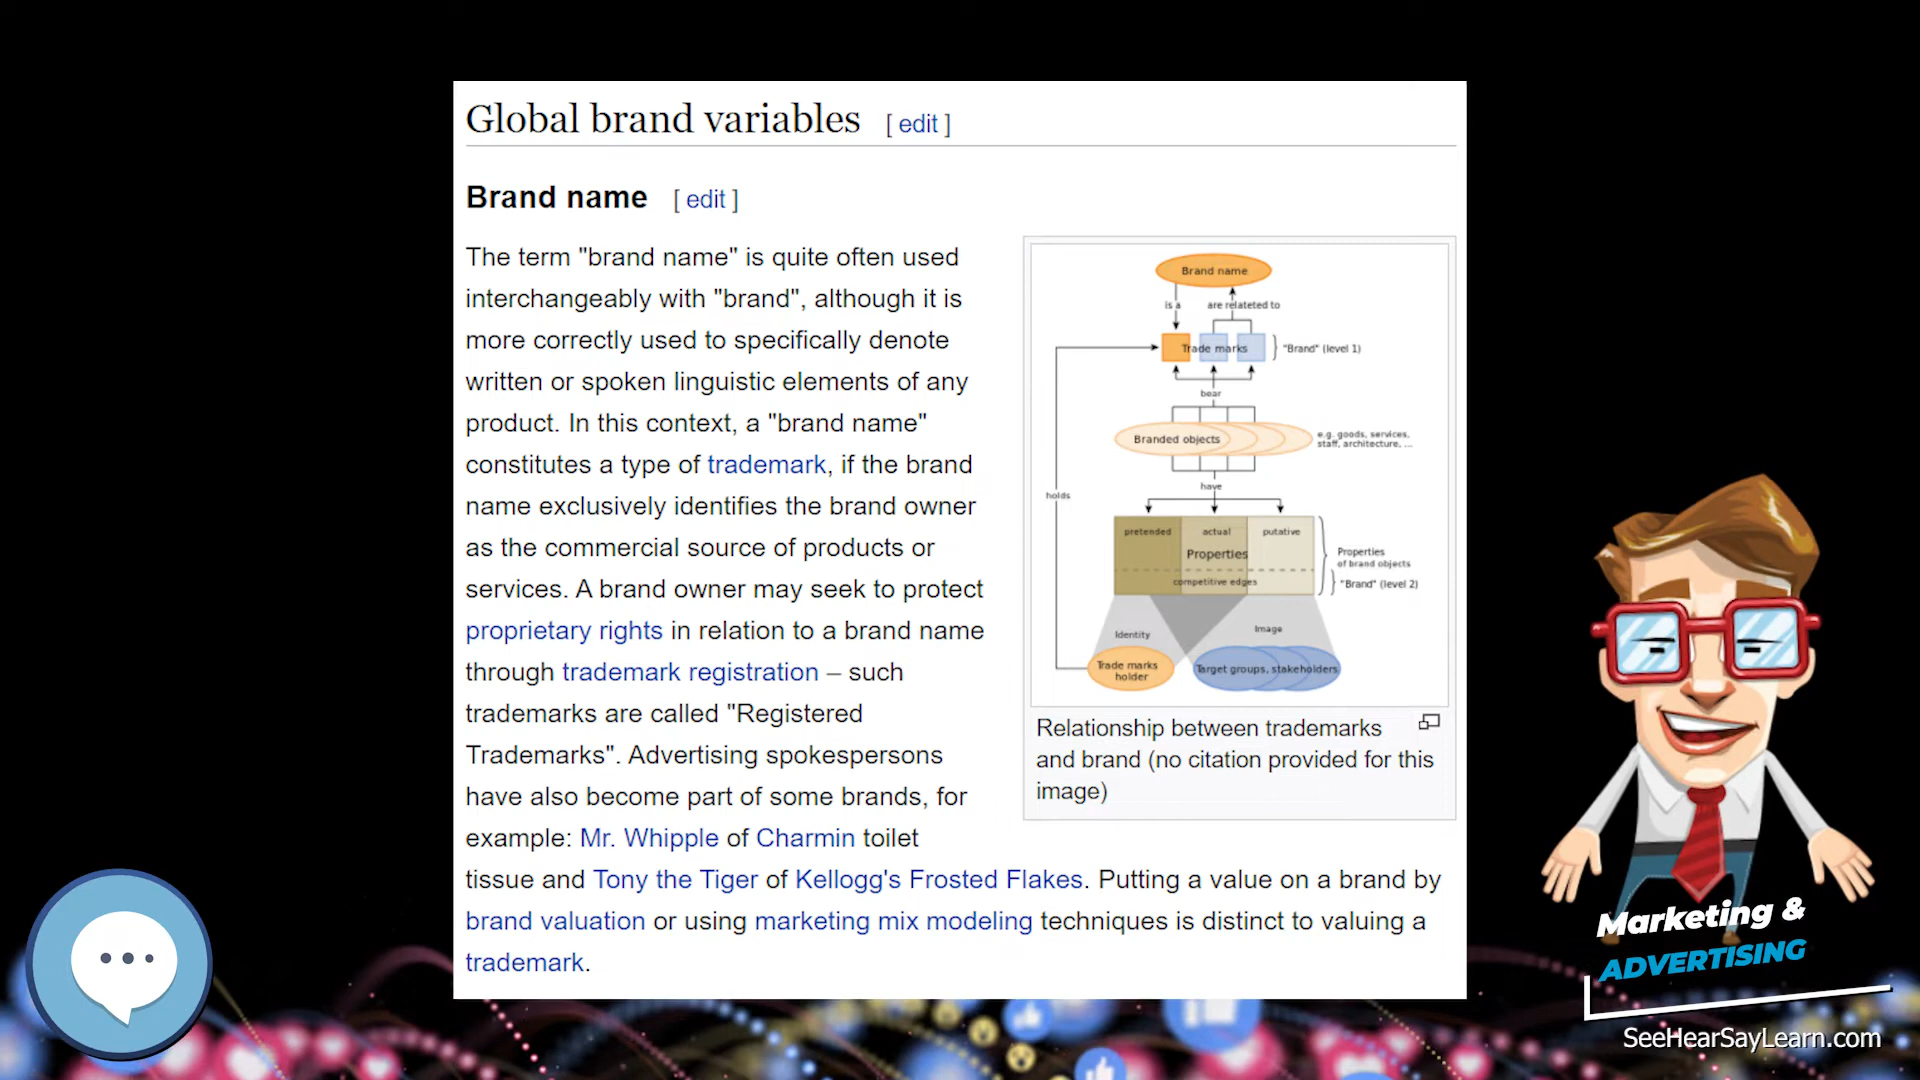 Global brand variables [ edit ]
Brand name [ edit ]
The term "brand name" is quite often used
interchangeably with "brand", although it is
more correctly used to specifically denote
written or spoken linguistic elements of any
product. In this context, a "brand name"
constitutes a type of trademark, if the brand
name exclusively identifies the brand owner
as the commercial source of products or
services. A brand owner may seek to protect
proprietary rights in relation to a brand name
through trademark registration – such
trademarks are called "Registered
Trademarks". Advertising spokespersons
have also become part of some brands, for
example: Mr. Whipple of Charmin toilet
tissue and Tony the Tiger of Kellogg's Frosted Flakes. Putting a value on a brand by
brand valuation or using marketing mix modeling techniques is distinct to valuing a
trademark.
Brand name
is a
are relateted to
Trade marks
"Brand" (level 1)
bear
Branded objects
e.g. goods, services,
staff, architecture, ...
have
holds
pretended
actual
putative
Properties
competitive edges
Properties
of brand objects
"Brand" (level 2)
Identity
Image
Trade marks
holder
Target groups, stakeholders
Relationship between trademarks
and brand (no citation provided for this
image)
Marketing &
ADVERTISING
SeeHearSayLearn.com